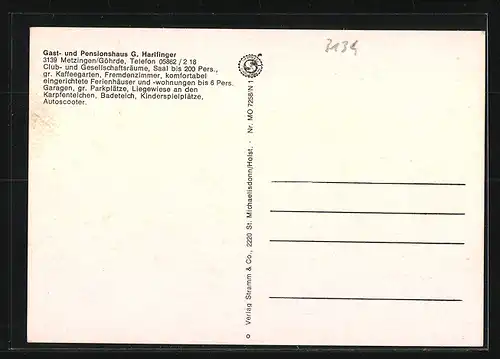 Gast- und Pensionshaus G. Harlfinger
3139 Metzingen/Göhrde, Telefon 05862 / 2 18
Club- und Gesellschaftsräume, Saal bis 200 Pers.,
gr. Kaffeegarten, Fremdenzimmer, komfortabel
eingerichtete Ferienhäuser und -wohnungen bis 6 Pers.
Garagen, gr. Parkplätze, Liegewiese an den
Karpfenteichen, Badeteich, Kinderspielplätze,
Autoscooter.
3139
Verlag Stramm & Co., 2220 St. Michaelisdonn/Holst. · Nr. MO 7258/N 1